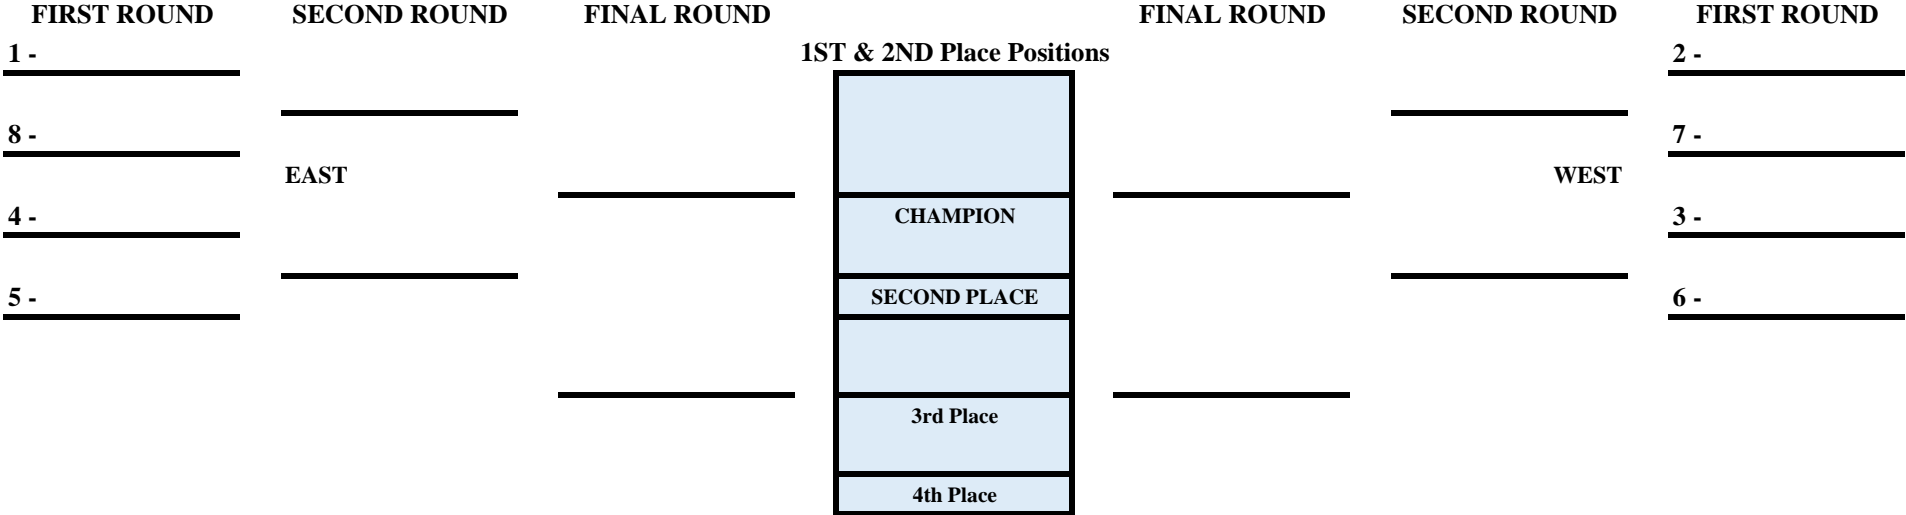 FIRST ROUND SECOND ROUND FINAL ROUND FINAL ROUND SECOND ROUND FIRST ROUND
1 - 1ST & 2ND Place Positions 2 -
8 - 7 -
EAST WEST
4 - CHAMPION 3 -
5 - SECOND PLACE 6 -
3rd Place
4th Place